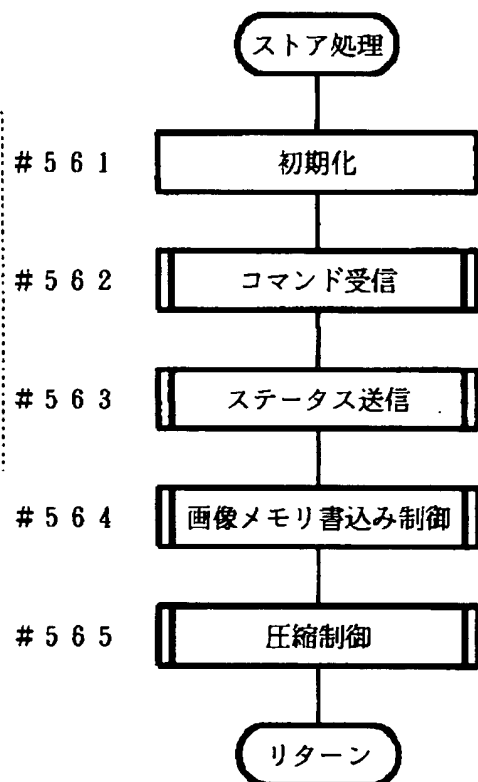 ストア処理
#561 初期化
#562 コマンド受信
#563 ステータス送信
#564 画像メモリ書込み制御
#565 圧縮制御
リターン